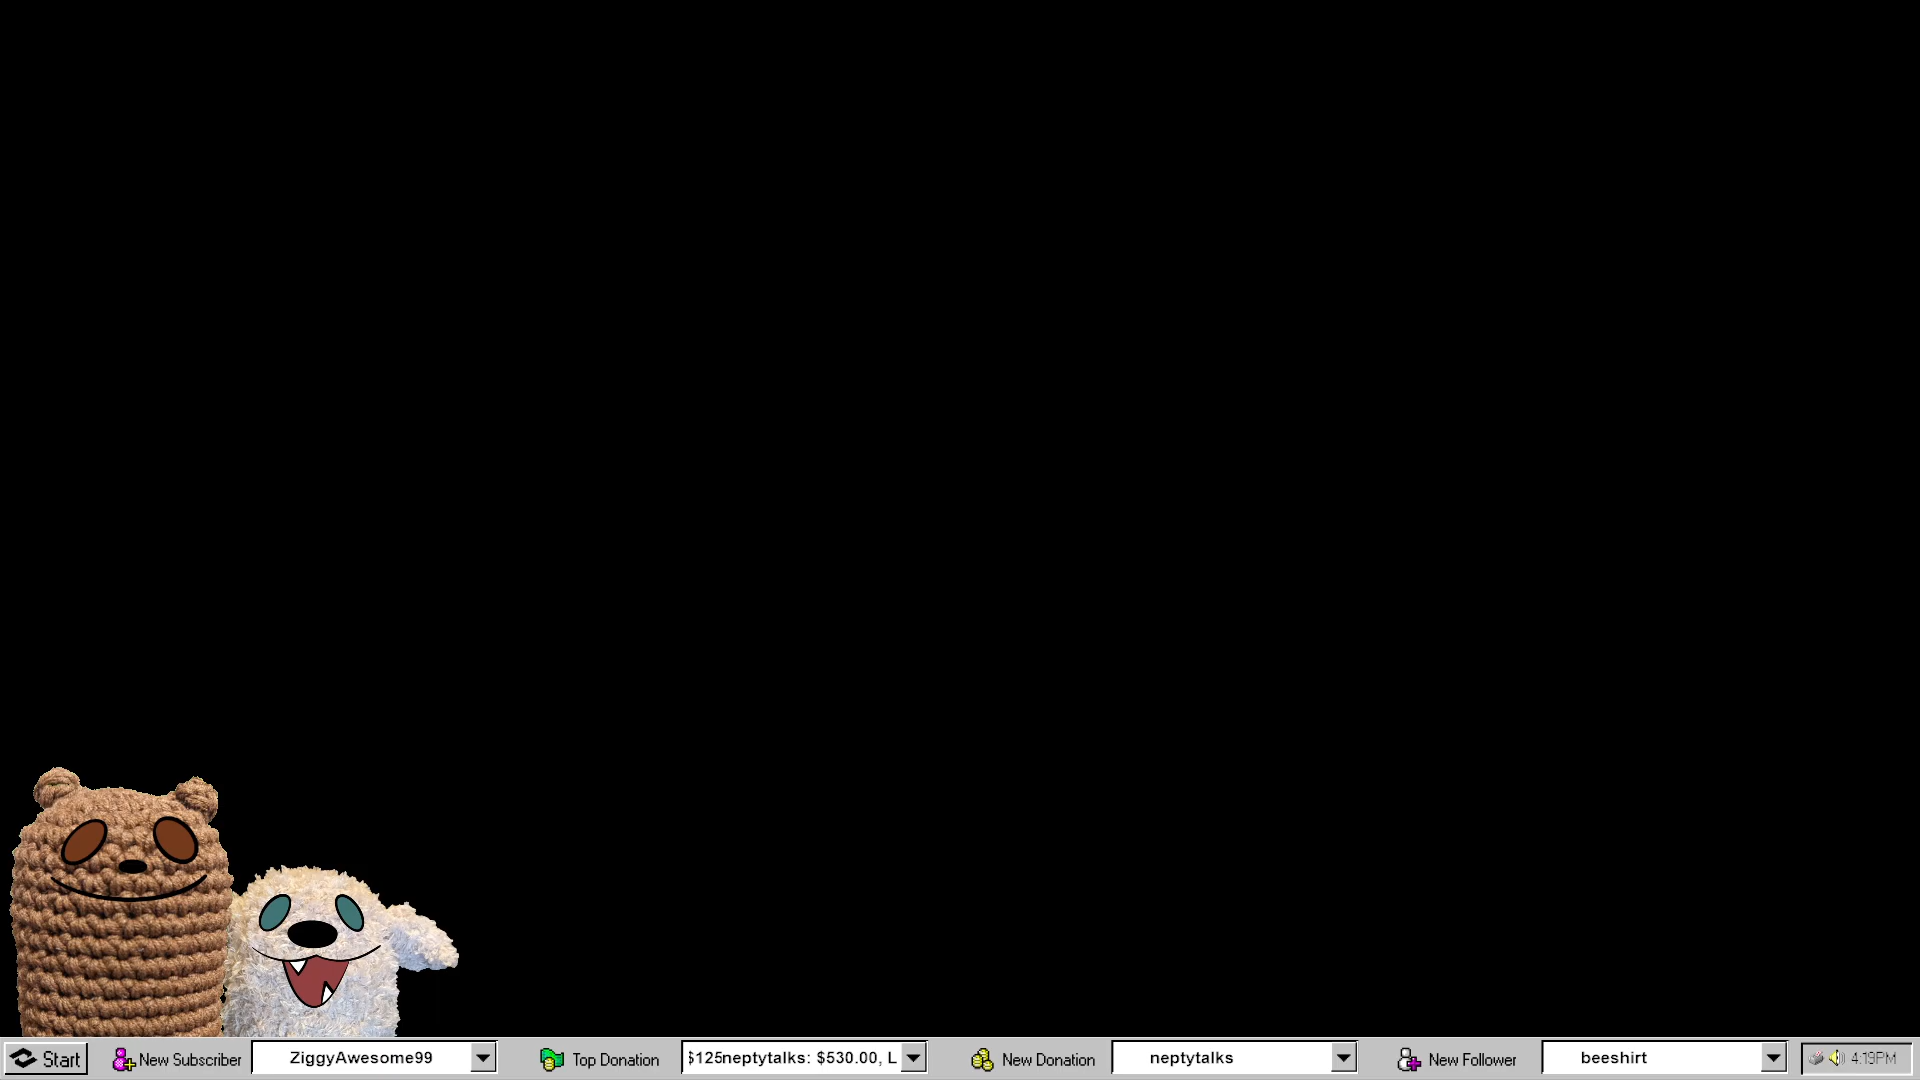 Start New Subscriber ZiggyAwesome99 Top Donation $125neptytalks: $530.00, L New Donation neptytalks New Follower beeshirt 4:19PM